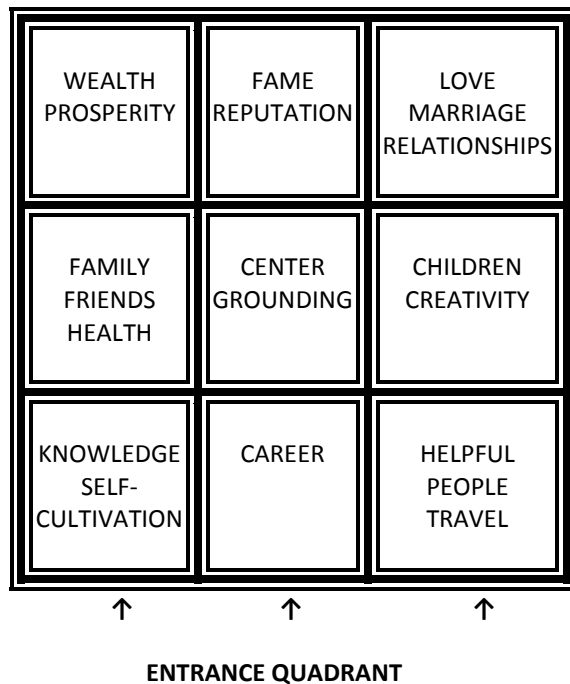 WEALTH
PROSPERITY
FAME
REPUTATION
LOVE
MARRIAGE
RELATIONSHIPS
FAMILY
FRIENDS
HEALTH
CENTER
GROUNDING
CHILDREN
CREATIVITY
KNOWLEDGE
SELF-
CULTIVATION
CAREER
HELPFUL
PEOPLE
TRAVEL
↑ ↑ ↑
ENTRANCE QUADRANT